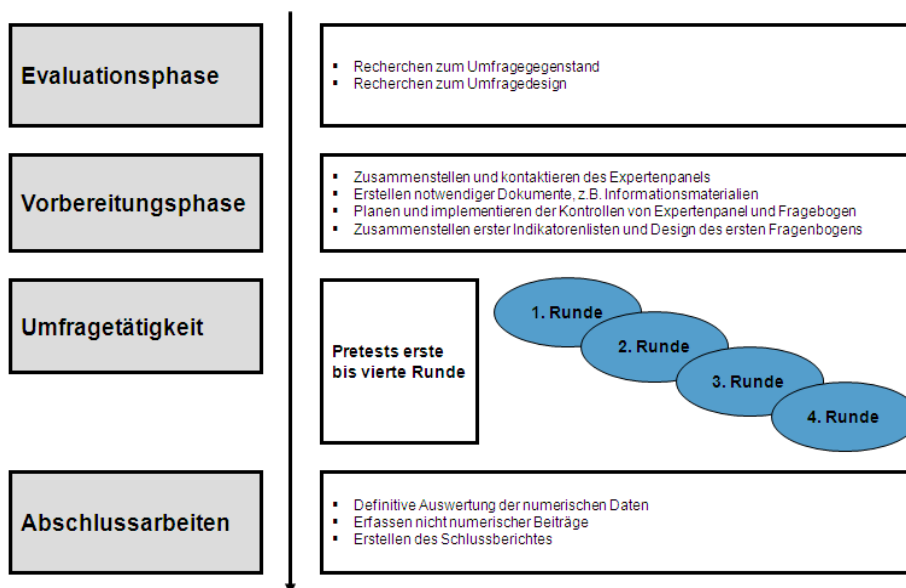 Evaluationsphase
▪ Recherchen zum Umfragegegenstand
▪ Recherchen zum Umfragedesign
Vorbereitungsphase
▪ Zusammenstellen und kontaktieren des Expertenpanels
▪ Erstellen notwendiger Dokumente, z.B. Informationsmaterialien
▪ Planen und implementieren der Kontrollen von Expertenpanel und Fragebogen
▪ Zusammenstellen erster Indikatorenlisten und Design des ersten Fragenbogens
Umfragetätigkeit
Pretests erste
bis vierte Runde
1. Runde
2. Runde
3. Runde
4. Runde
Abschlussarbeiten
▪ Definitive Auswertung der numerischen Daten
▪ Erfassen nicht numerischer Beiträge
▪ Erstellen des Schlussberichtes